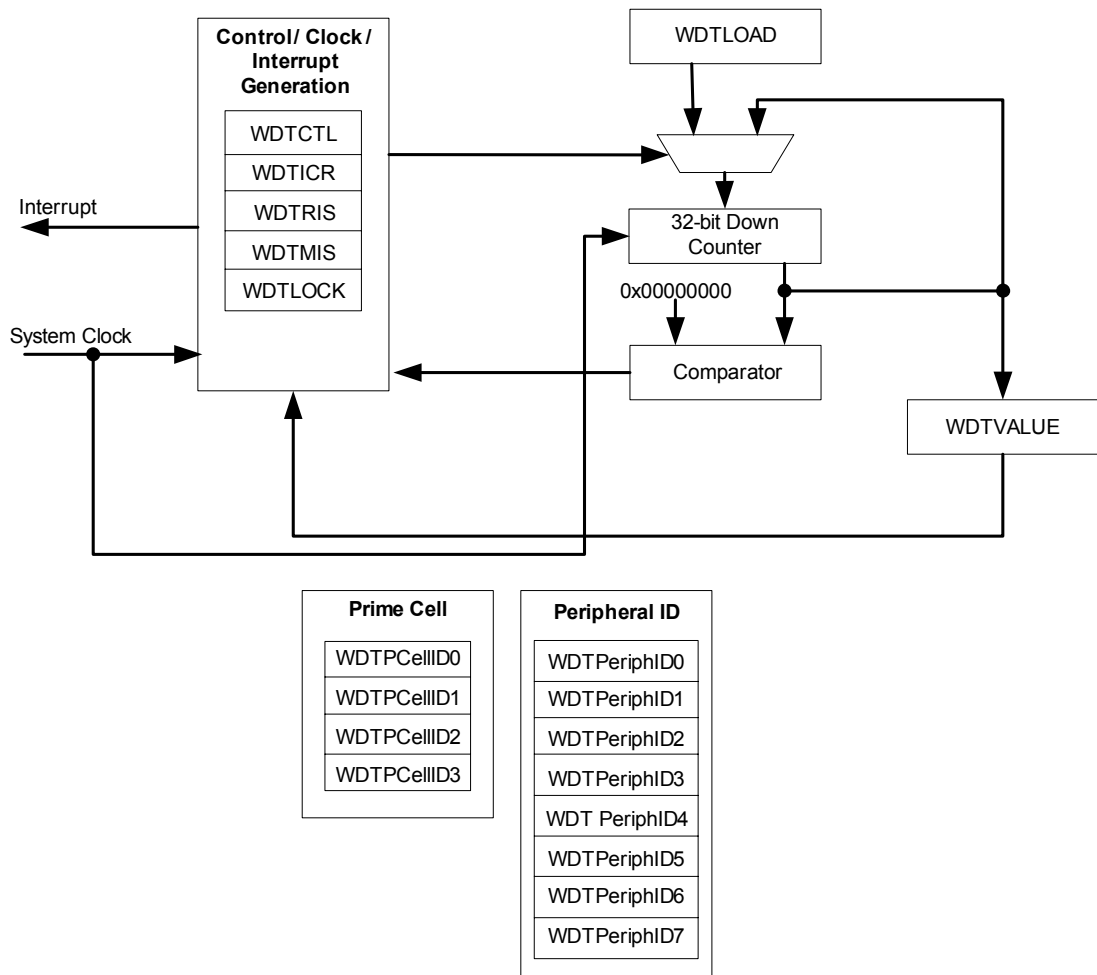 Control/ Clock /
Interrupt
Generation
WDTCTL
WDTICR
WDTRIS
WDTMIS
WDTLOCK
Interrupt
System Clock
WDTLOAD
32-bit Down
Counter
0x00000000
Comparator
WDTVALUE
Prime Cell
WDTPCellID0
WDTPCellID1
WDTPCellID2
WDTPCellID3
Peripheral ID
WDTPeriphID0
WDTPeriphID1
WDTPeriphID2
WDTPeriphID3
WDT PeriphID4
WDTPeriphID5
WDTPeriphID6
WDTPeriphID7